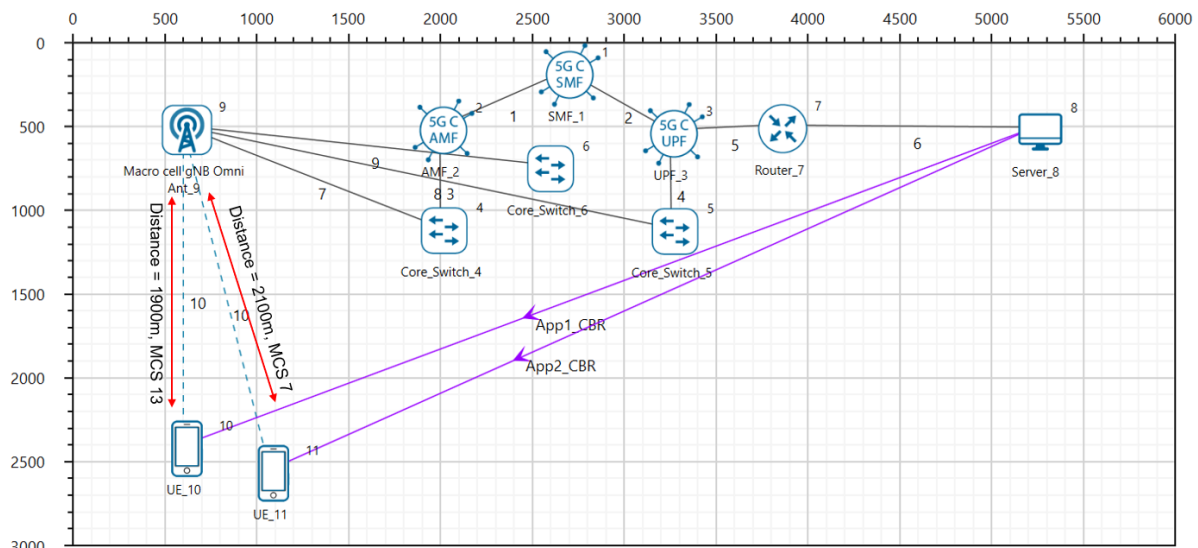 0 500 1000 1500 2000 2500 3000 3500 4000 4500 5000 5500 6000
0
500
1000
1500
2000
2500
3000
9
Macro cell gNB Omni
Ant_9
5G C
AMF
2
AMF_2
1
5G C
SMF
1
SMF_1
2
5G C
UPF
3
UPF_3
5
7
Router_7
6
8
Server_8
6
Core_Switch_6
9
7
8
3
4
Core_Switch_4
4
5
Core_Switch_5
Distance = 1900m, MCS 13
Distance = 2100m, MCS 7
10
10
App1_CBR
App2_CBR
10
UE_10
11
UE_11